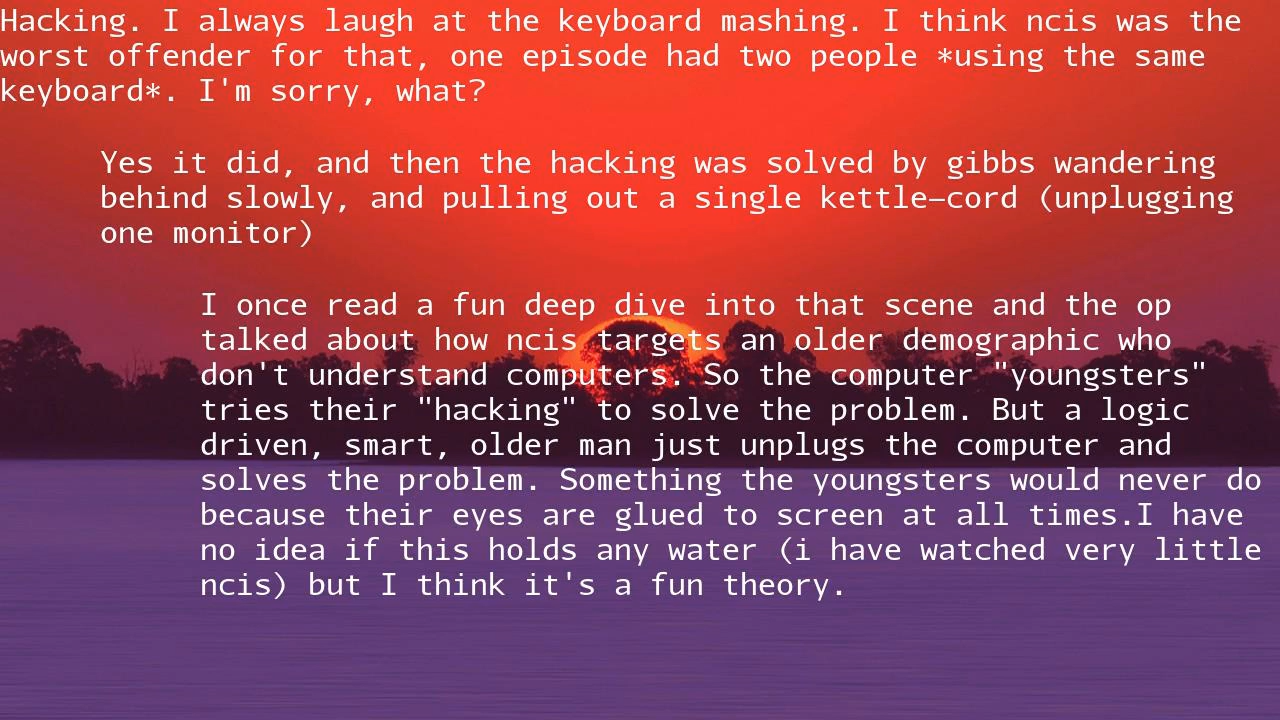 Hacking. I always laugh at the keyboard mashing. I think ncis was the
worst offender for that, one episode had two people *using the same
keyboard*. I'm sorry, what?
Yes it did, and then the hacking was solved by gibbs wandering
behind slowly, and pulling out a single kettle—cord (unplugging
one monitor)
I once read a fun deep dive into that scene and the op
talked about how ncis targets an older demographic who
don't understand computers. So the computer "youngsters"
tries their "hacking" to solve the problem. But a logic
driven, smart, older man just unplugs the computer and
solves the problem. Something the youngsters would never do
because their eyes are glued to screen at all times.I have
no idea if this holds any water (i have watched very little
ncis) but I think it's a fun theory.